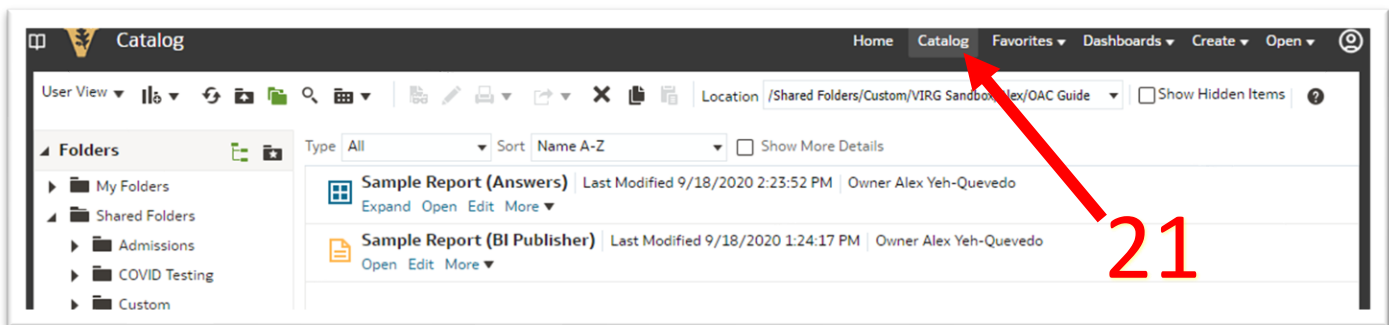 Catalog
Home Catalog Favorites Dashboards Create Open
User View
Location /Shared Folders/Custom/VIRG Sandbox/Alex/OAC Guide
Show Hidden Items
Folders
Type All Sort Name A-Z Show More Details
My Folders
Sample Report (Answers) Last Modified 9/18/2020 2:23:52 PM Owner Alex Yeh-Quevedo
Expand Open Edit More
Shared Folders
Admissions
Sample Report (BI Publisher) Last Modified 9/18/2020 1:24:17 PM Owner Alex Yeh-Quevedo
Open Edit More
COVID Testing
Custom
21